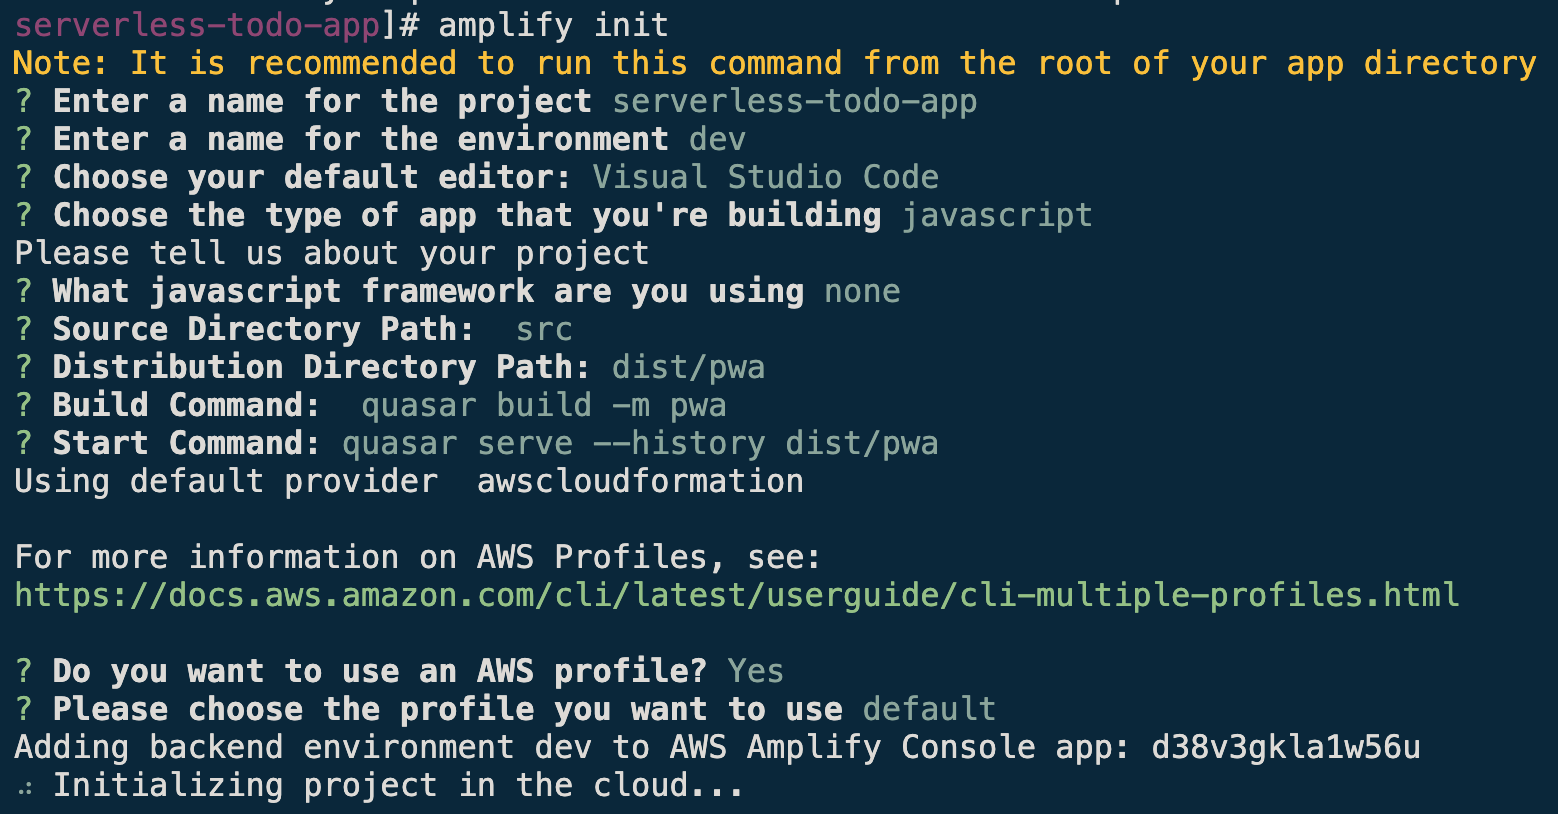 serverless-todo-app]# amplify init
Note: It is recommended to run this command from the root of your app directory
? Enter a name for the project serverless-todo-app
? Enter a name for the environment dev
? Choose your default editor: Visual Studio Code
? Choose the type of app that you're building javascript
Please tell us about your project
? What javascript framework are you using none
? Source Directory Path:  src
? Distribution Directory Path: dist/pwa
? Build Command:  quasar build -m pwa
? Start Command: quasar serve --history dist/pwa
Using default provider  awscloudformation
For more information on AWS Profiles, see:
https://docs.aws.amazon.com/cli/latest/userguide/cli-multiple-profiles.html
? Do you want to use an AWS profile? Yes
? Please choose the profile you want to use default
Adding backend environment dev to AWS Amplify Console app: d38v3gkla1w56u
⠴ Initializing project in the cloud...